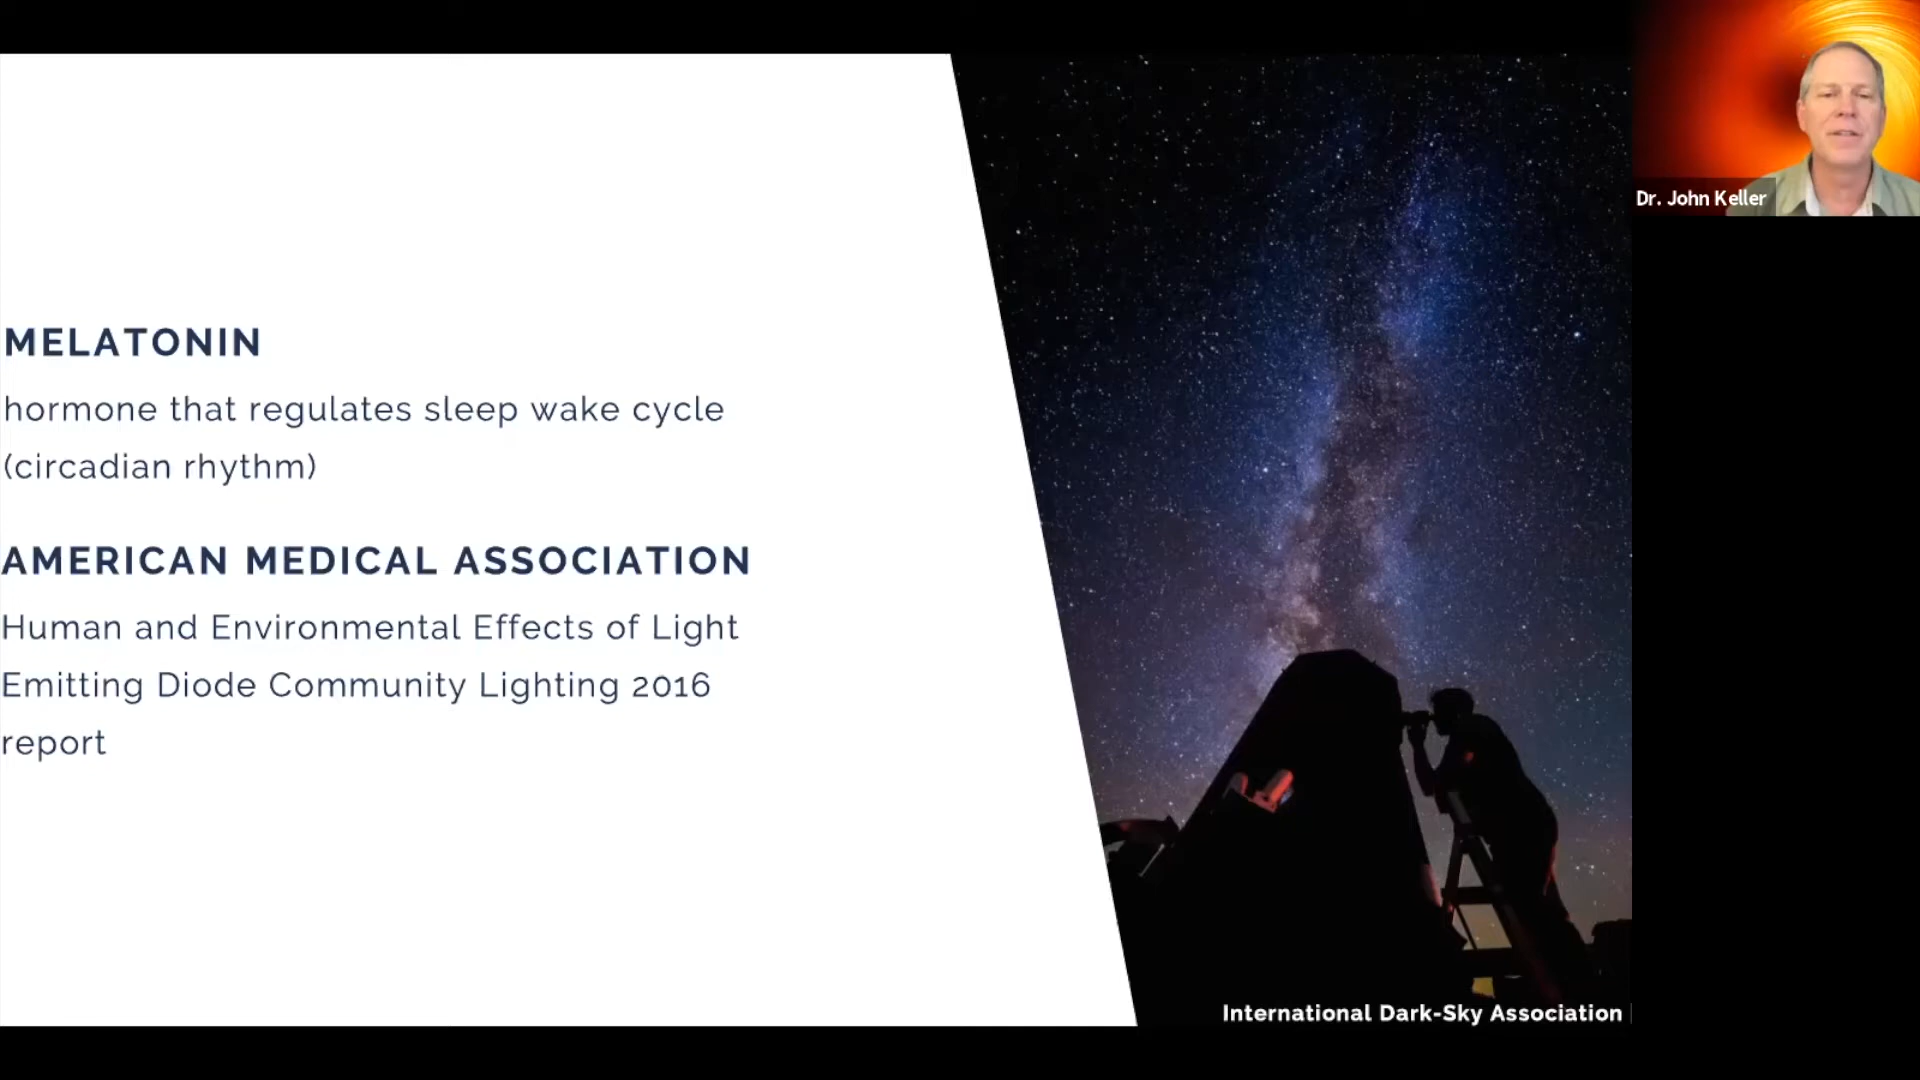 MELATONIN
hormone that regulates sleep wake cycle
(circadian rhythm)
AMERICAN MEDICAL ASSOCIATION
Human and Environmental Effects of Light
Emitting Diode Community Lighting 2016
report
International Dark-Sky Association
Dr. John Keller